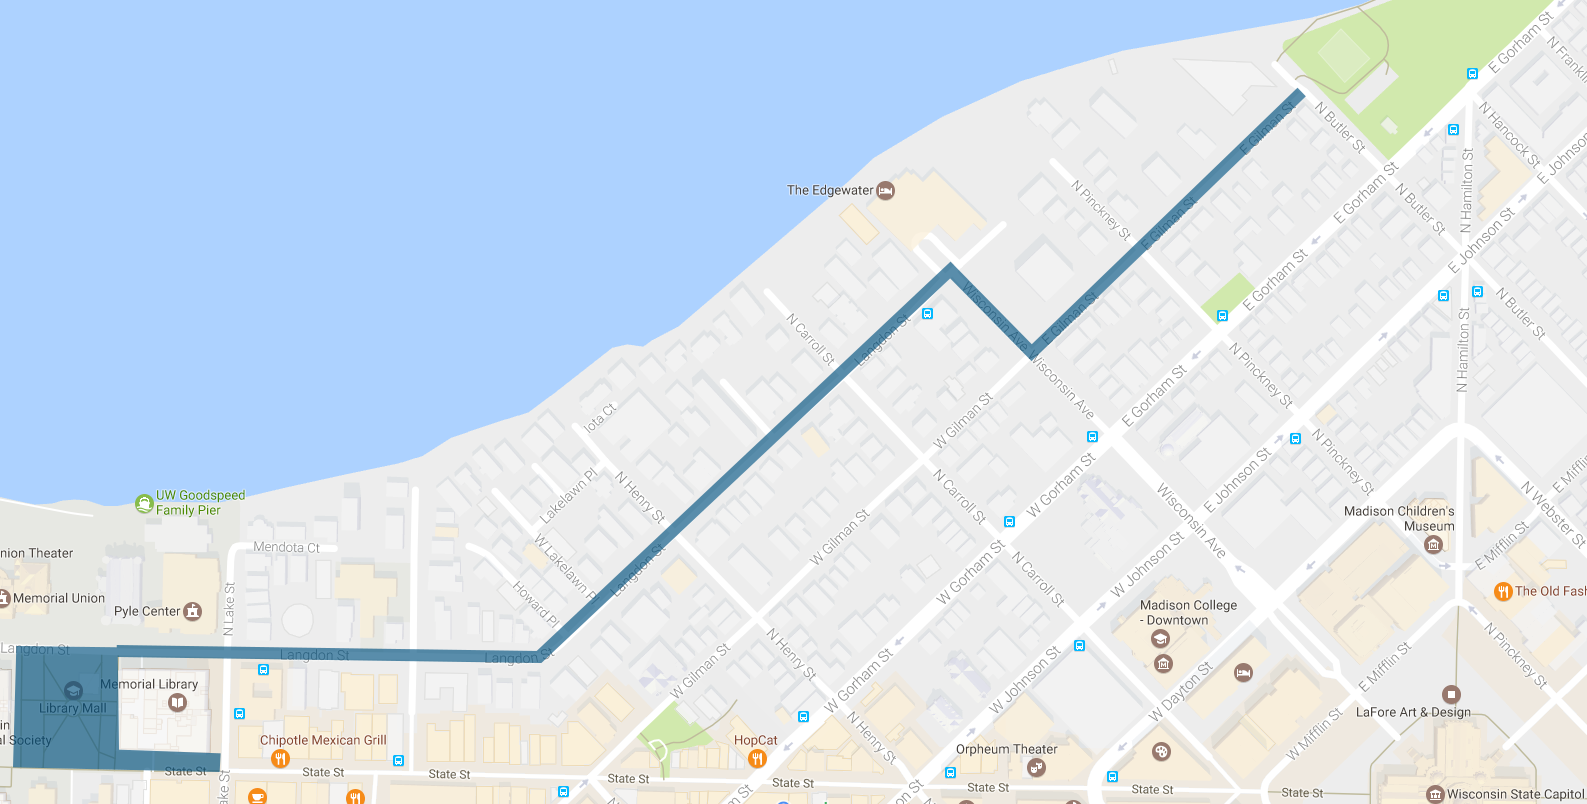 E Gorham St
N Franklin
N Butler St
N Hancock St
E Johnson
N Hamilton St
E Gilman St
The Edgewater
N Pinckney St
E Gorham St
N Butler St
E Johnson St
E Gilman St
E Gorham St
N Butler St
Wisconsin Ave
E Gilman St
N Carroll St
Langdon St
N Hamilton St
N Pinckney St
Wisconsin Ave
E Gorham St
Iota Ct
W Gilman St
N Pinckney St
E Mifflin St
N Webster St
UW Goodspeed
Family Pier
Lakelawn Pl
N Henry St
N Carroll St
W Gorham St
E Johnson St
Wisconsin Ave
Madison Children's
Museum
E Mifflin St
nion Theater
Mendota Ct
W Lakelawn Pl
Langdon St
W Gilman St
N Carroll St
W Johnson St
The Old Fash
Memorial Union
Pyle Center
N Lake St
Howard Pl
W Gorham St
Madison College
- Downtown
N Pinckney St
Langdon St
Langdon St
Langdon St
N Henry St
W Gilman St
E Mifflin St
Memorial Library
Library Mall
W Gorham St
W Johnson St
W Dayton St
LaFore Art & Design
in
al Society
Chipotle Mexican Grill
HopCat
N Henry St
Orpheum Theater
W Mifflin St
State St
State St
State St
State St
State St
State St
State St
Lake St
Wisconsin State Capitol